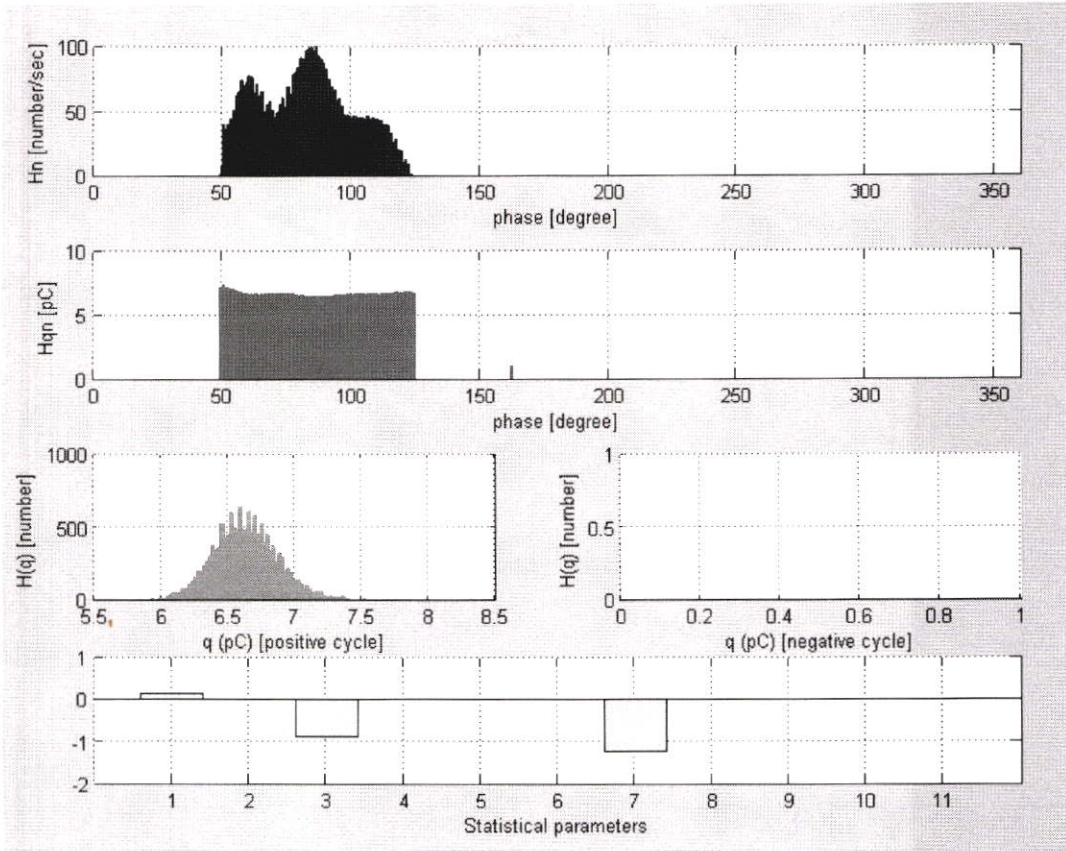 Hn [number/sec]
100
50
0
0 50 100 150 200 250 300 350
phase [degree]
Hqn [pC]
10
5
0
0 50 100 150 200 250 300 350
phase [degree]
H(q) [number]
1000
500
0
5.5 6 6.5 7 7.5 8 8.5
q (pC) [positive cycle]
H(q) [number]
1
0.5
0
0 0.2 0.4 0.6 0.8 1
q (pC) [negative cycle]
1
0
-1
-2
1 2 3 4 5 6 7 8 9 10 11
Statistical parameters